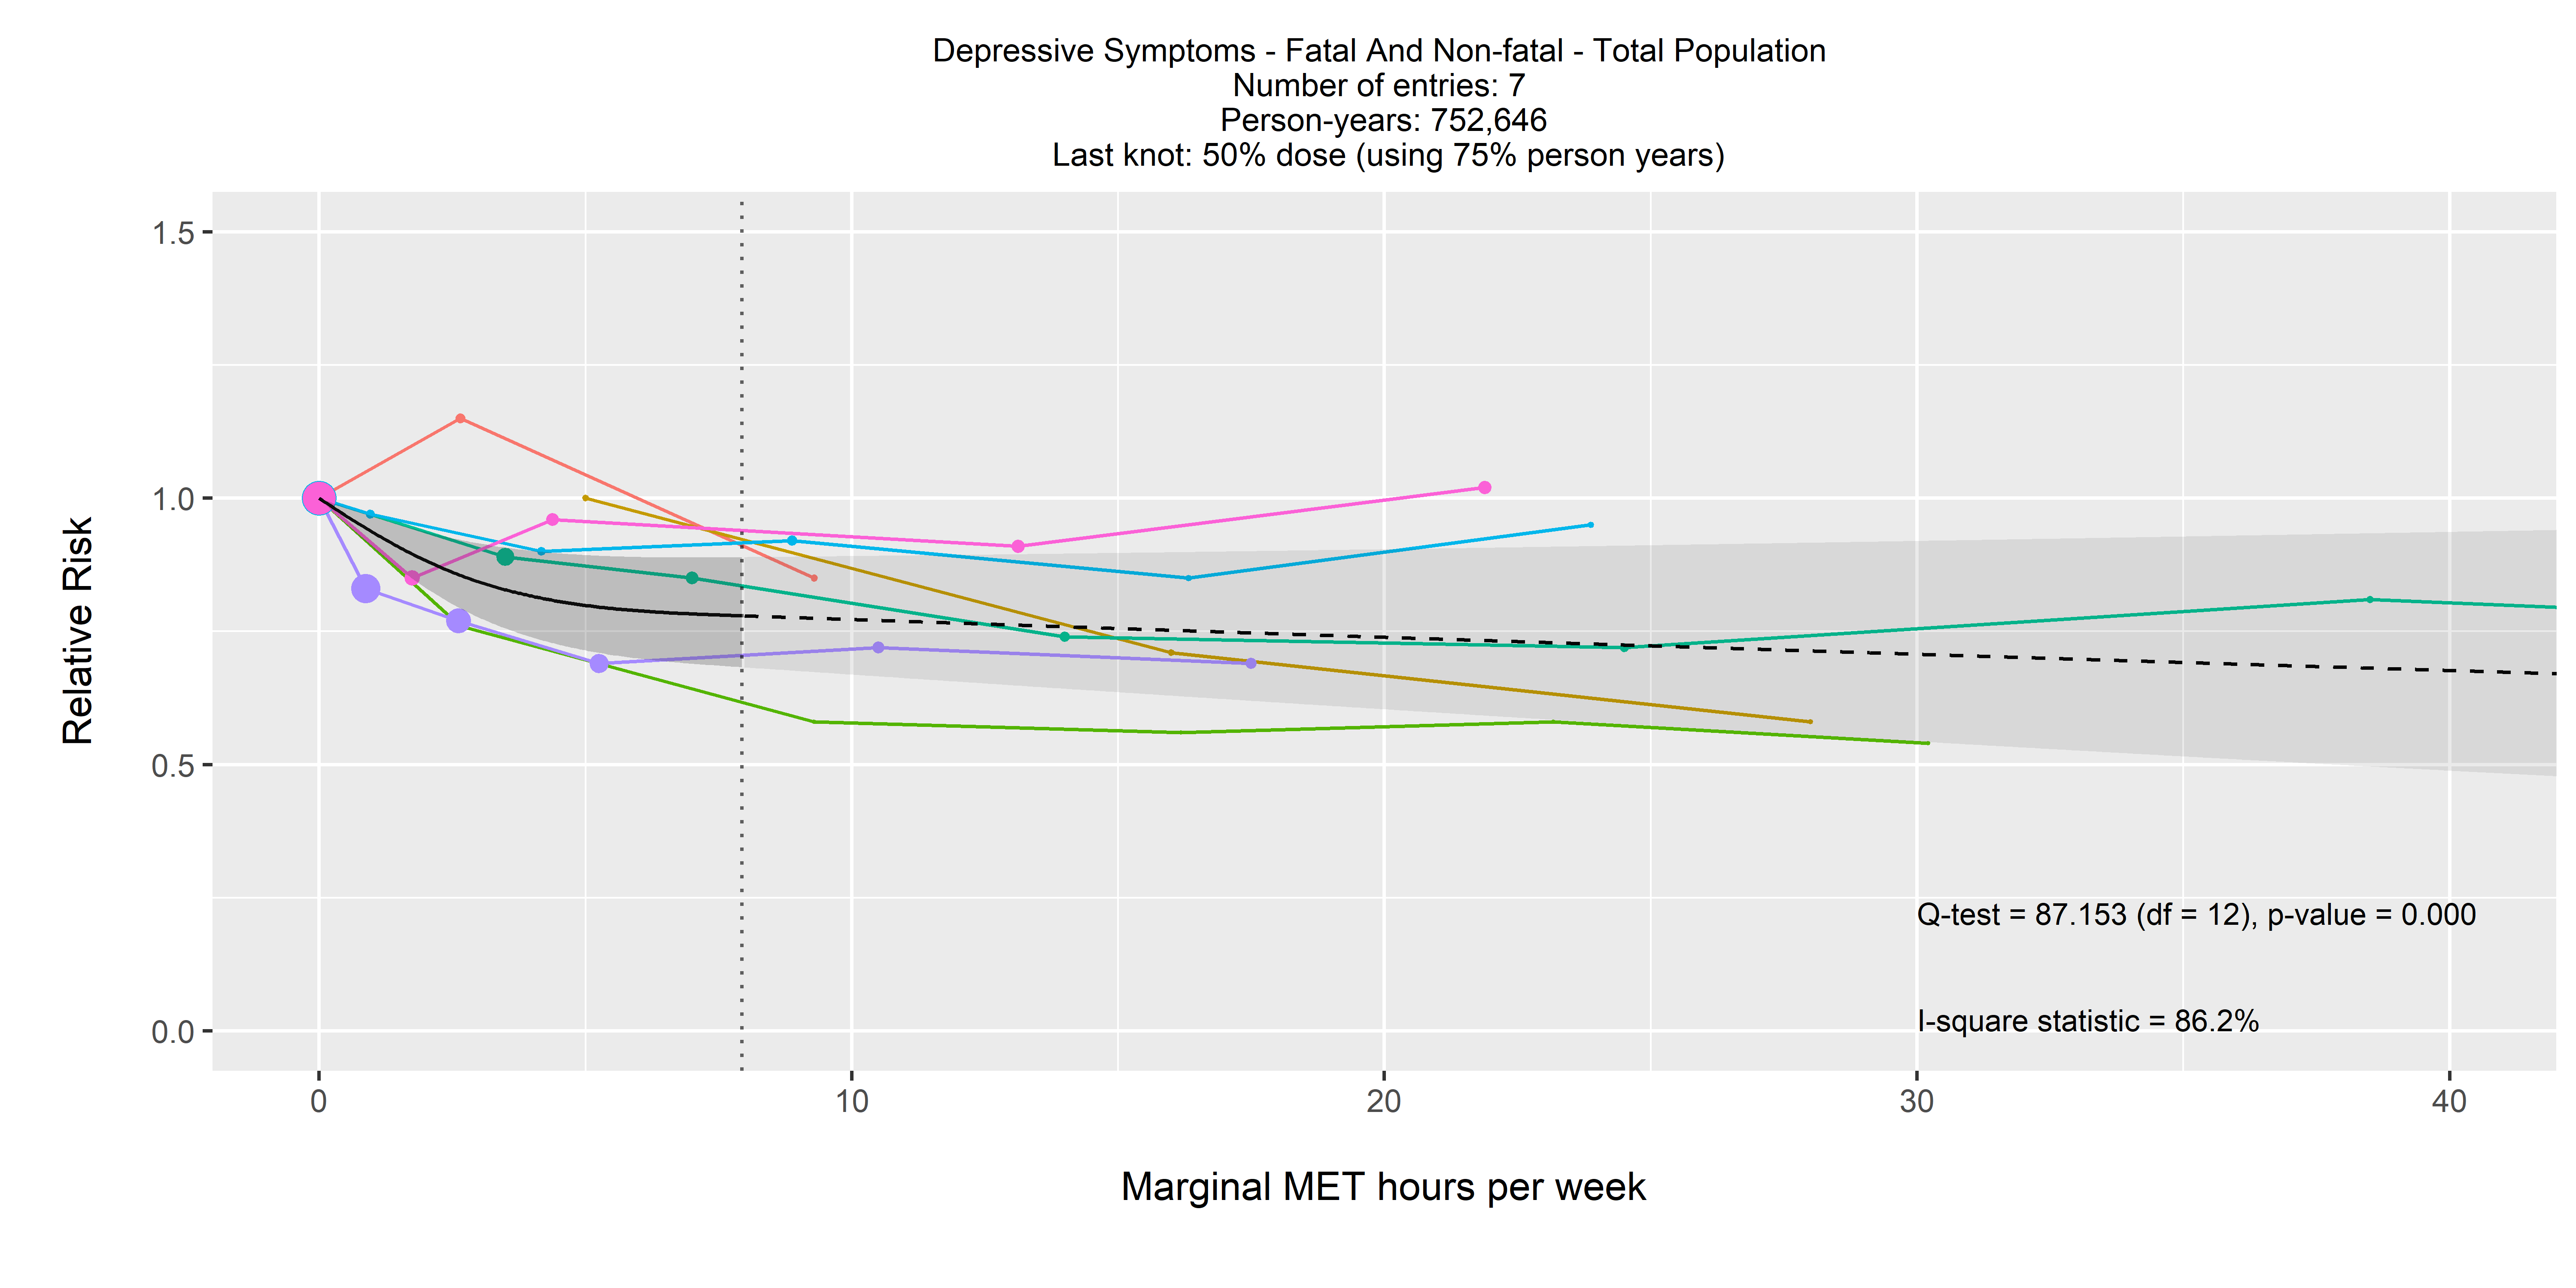 Depressive Symptoms - Fatal And Non-fatal - Total Population
Number of entries: 7
Person-years: 752,646
Last knot: 50% dose (using 75% person years)
1.5
1.0
0.5
0.0
Relative Risk
Q-test = 87.153 (df = 12), p-value = 0.000
I-square statistic = 86.2%
0 10 20 30 40
Marginal MET hours per week